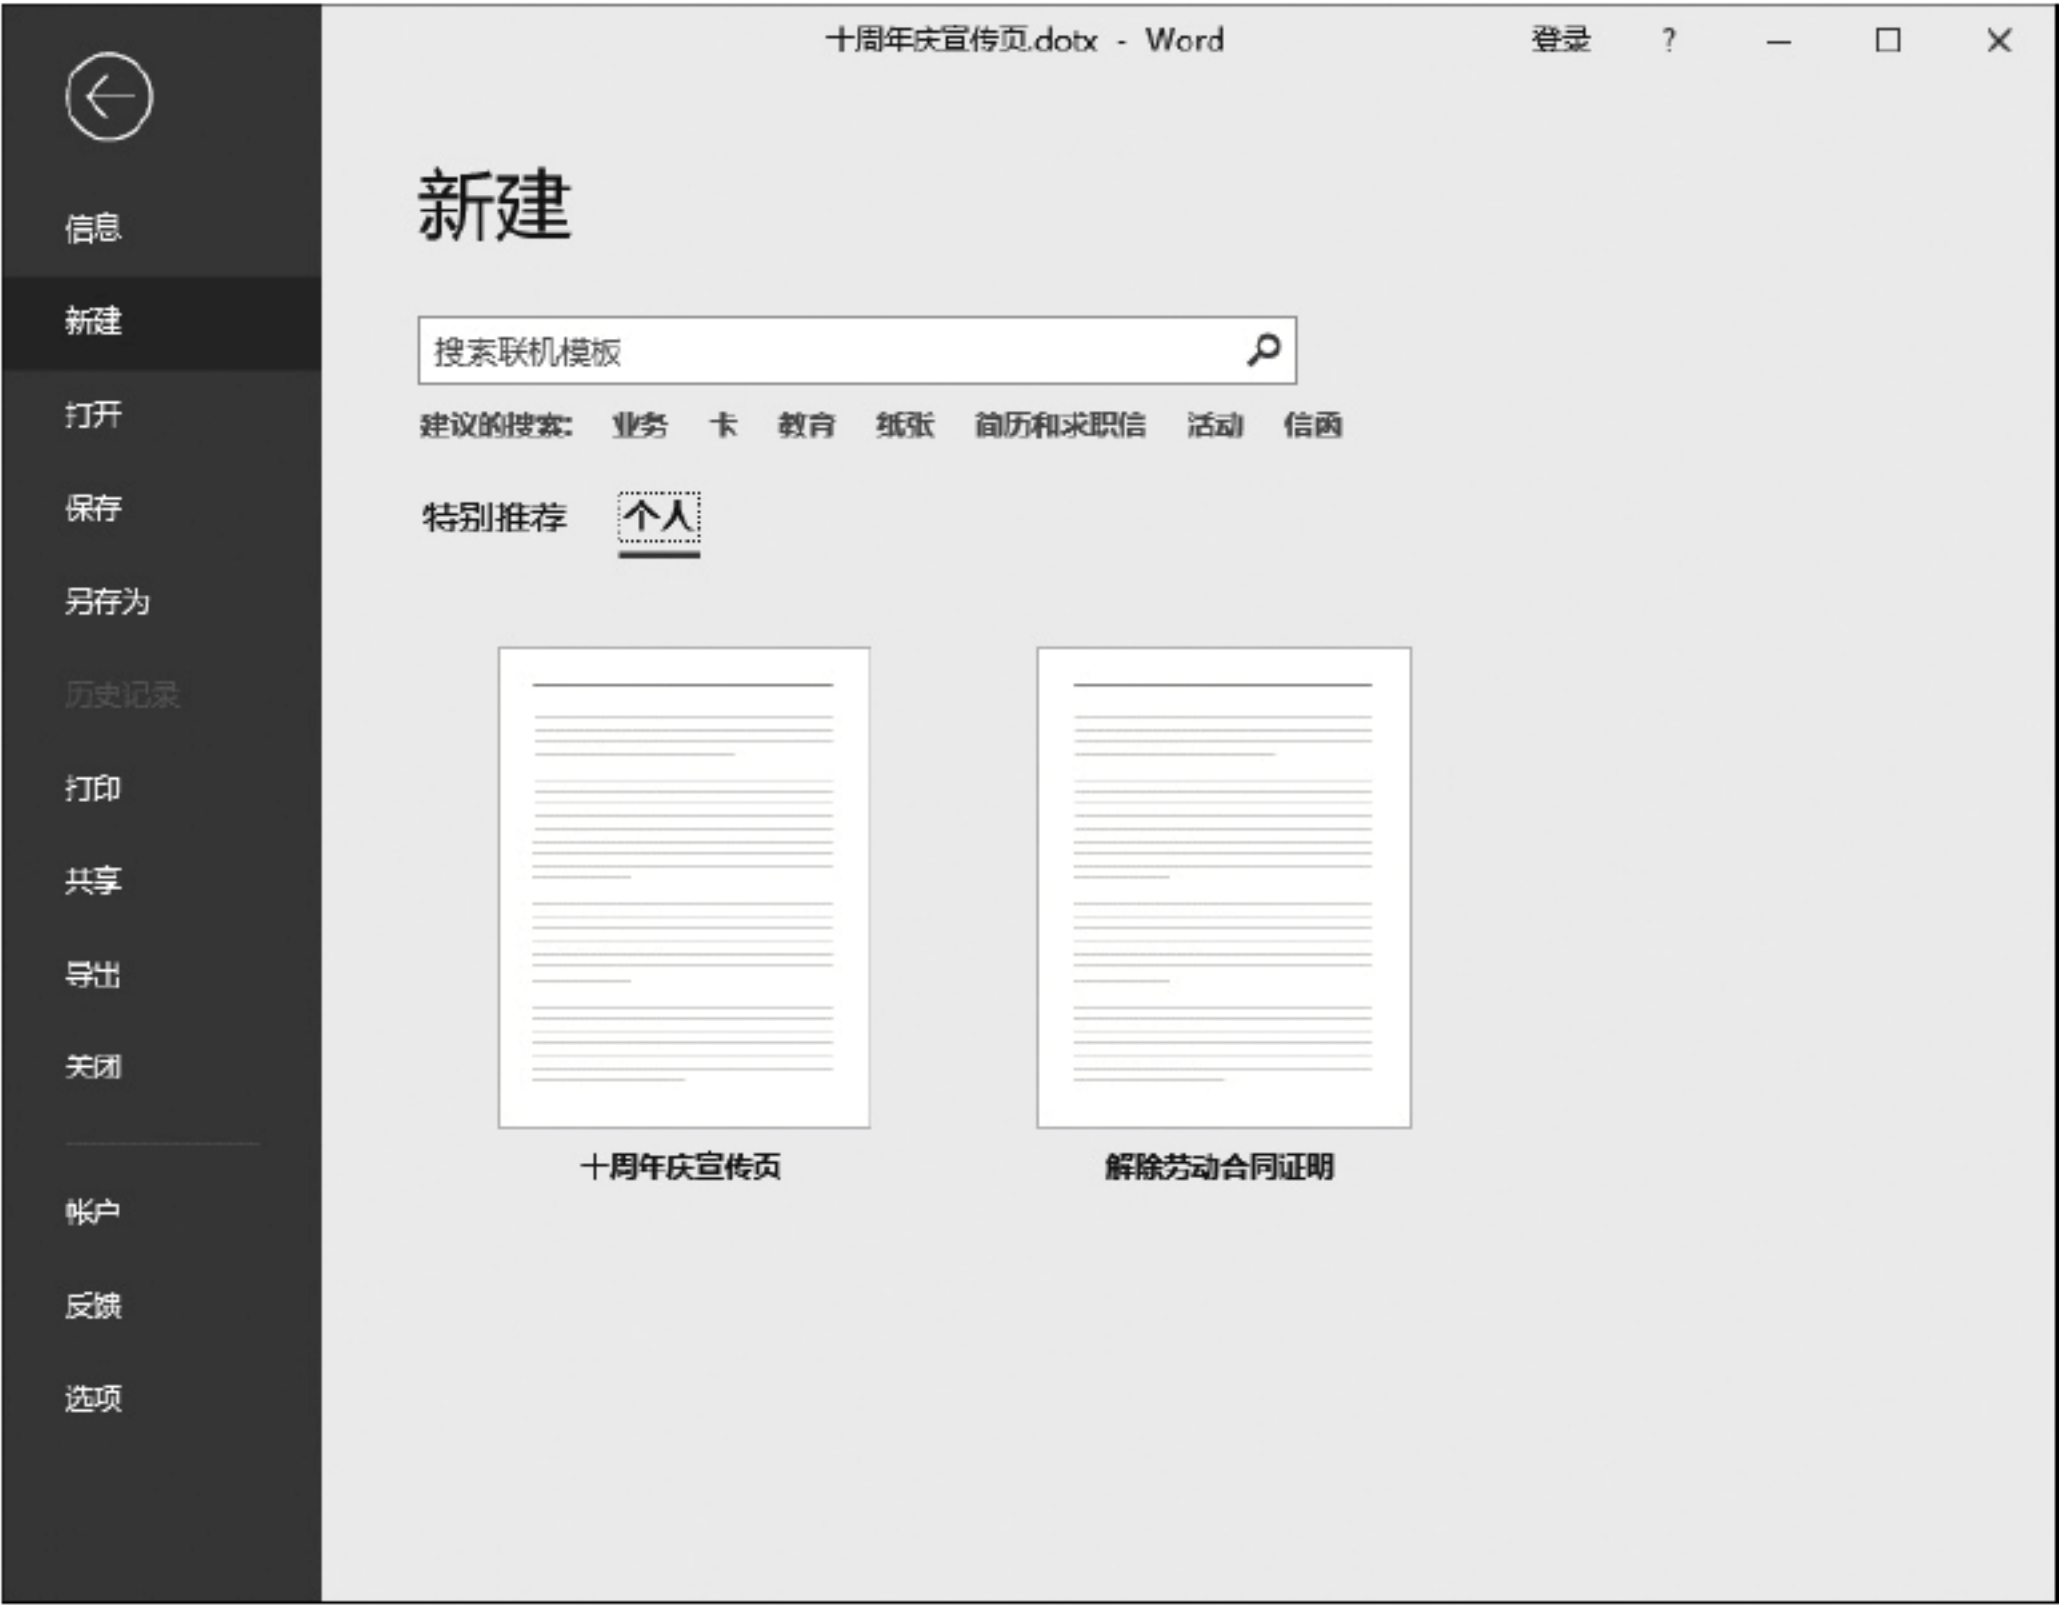 十周年庆宣传页.dotx - Word 登录 ?
信息
新建
打开
保存
另存为
历史记录
打印
共享
导出
关闭
帐户
反馈
选项
新建
搜索联机模板
建议的搜索: 业务 卡 教育 纸张 简历和求职信 活动 信函
特别推荐 个人
十周年庆宣传页 解除劳动合同证明